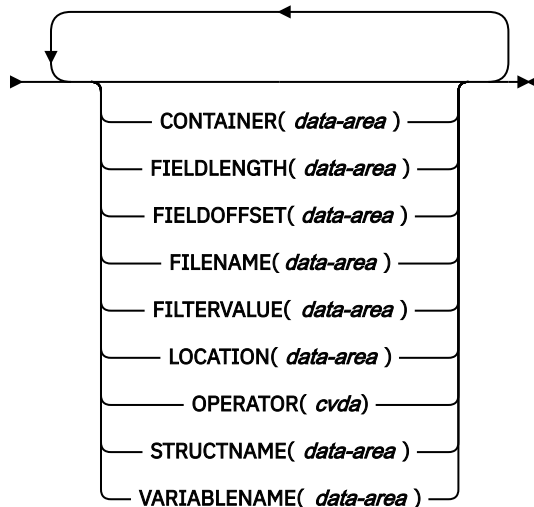 CONTAINER( data-area )
FIELDLENGTH( data-area )
FIELDOFFSET( data-area )
FILENAME( data-area )
FILTERVALUE( data-area )
LOCATION( data-area )
OPERATOR( cvda)
STRUCTNAME( data-area )
VARIABLENAME( data-area )